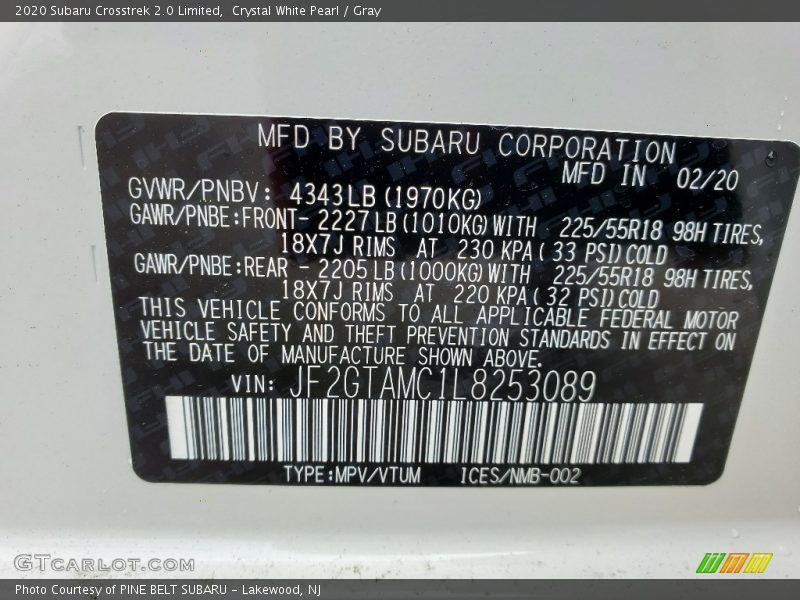 2020 Subaru Crosstrek 2.0 Limited,  Crystal White Pearl / Gray
MFD BY SUBARU CORPORATION
MFD IN 02/20
GVWR/PNBV: 4343LB (1970KG)
GAWR/PNBE:FRONT- 2227LB (1010KG) WITH 225/55R18 98H TIRES,
18X7J RIMS AT 230 KPA ( 33 PSI) COLD
GAWR/PNBE:REAR - 2205LB (1000KG) WITH 225/55R18 98H TIRES,
18X7J RIMS AT 220 KPA ( 32 PSI) COLD
THIS VEHICLE CONFORMS TO ALL APPLICABLE FEDERAL MOTOR
VEHICLE SAFETY AND THEFT PREVENTION STANDARDS IN EFFECT ON
THE DATE OF MANUFACTURE SHOWN ABOVE.
VIN: JF2GTAMC1L8253089
TYPE:MPV/VTUM ICES/NMB-002
GTCARLOT.COM
Photo Courtesy of PINE BELT SUBARU - Lakewood, NJ